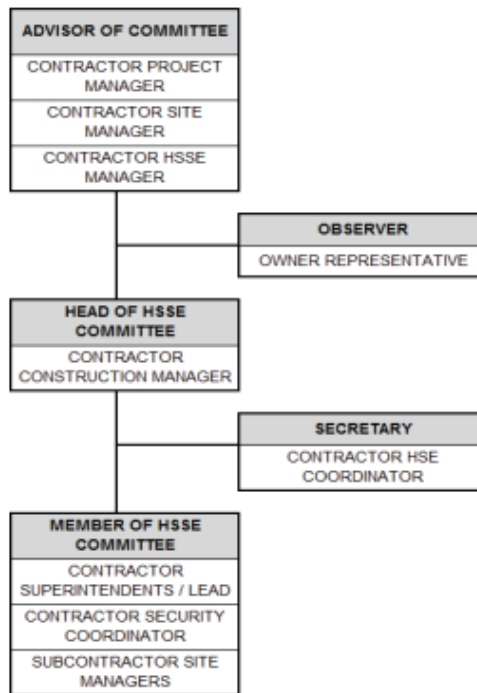 ADVISOR OF COMMITTEE
CONTRACTOR PROJECT
MANAGER
CONTRACTOR SITE
MANAGER
CONTRACTOR HSSE
MANAGER
OBSERVER
OWNER REPRESENTATIVE
HEAD OF HSSE
COMMITTEE
CONTRACTOR
CONSTRUCTION MANAGER
SECRETARY
CONTRACTOR HSE
COORDINATOR
MEMBER OF HSSE
COMMITTEE
CONTRACTOR
SUPERINTENDENTS / LEAD
CONTRACTOR SECURITY
COORDINATOR
SUBCONTRACTOR SITE
MANAGERS